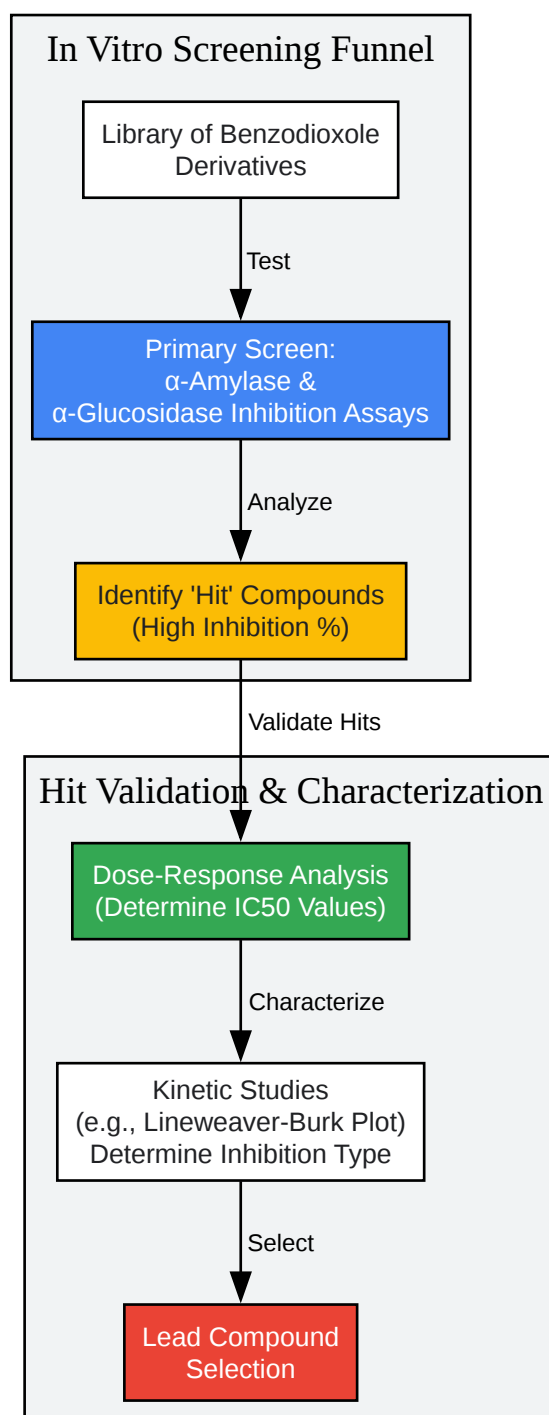 In Vitro Screening Funnel
Library of Benzodioxole
Derivatives
Test
Primary Screen:
α-Amylase &
α-Glucosidase Inhibition Assays
Analyze
Identify 'Hit' Compounds
(High Inhibition %)
Validate Hits
Hit Validation & Characterization
Dose-Response Analysis
(Determine IC50 Values)
Characterize
Kinetic Studies
(e.g., Lineweaver-Burk Plot)
Determine Inhibition Type
Select
Lead Compound
Selection